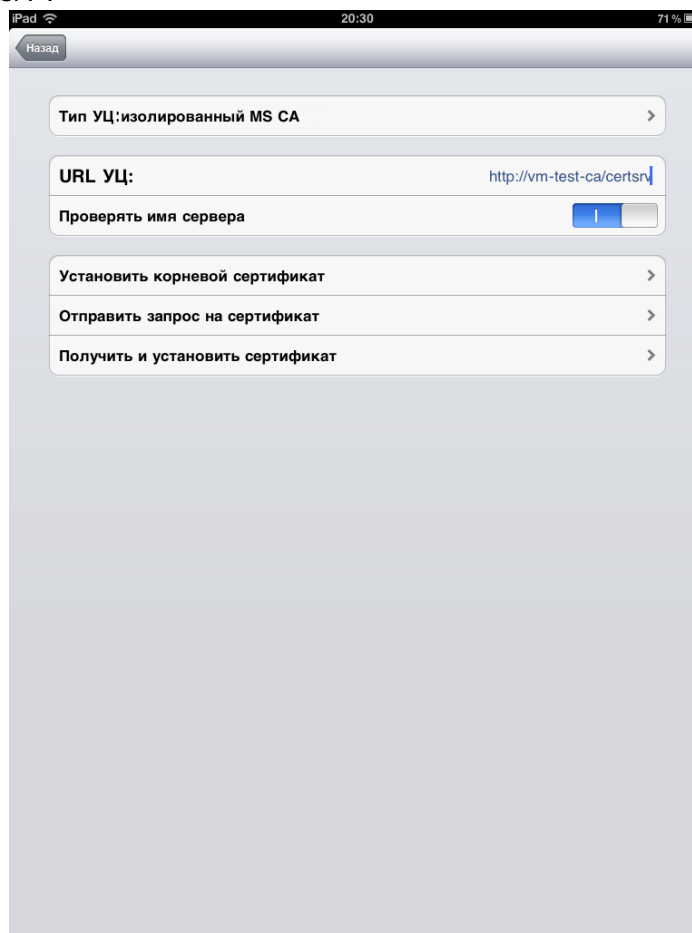 iPad 20:30 71 %
Назад
Тип УЦ:изолированный MS CA
URL УЦ: http://vm-test-ca/certsrv
Проверять имя сервера
Установить корневой сертификат
Отправить запрос на сертификат
Получить и установить сертификат